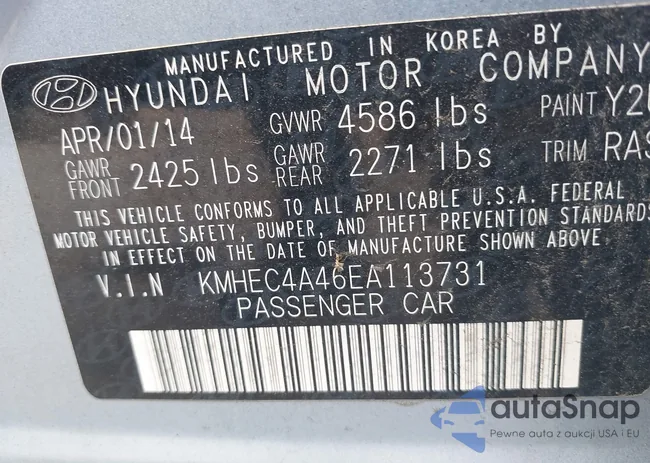 MANUFACTURED IN KOREA BY
HYUNDAI MOTOR COMPANY
APR/01/14 GVWR 4586 lbs PAINT
GAWR FRONT 2425 lbs GAWR REAR 2271 lbs TRIM RAS
THIS VEHICLE CONFORMS TO ALL APPLICABLE U.S.A. FEDERAL
MOTOR VEHICLE SAFETY, BUMPER, AND THEFT PREVENTION STANDARDS
IN EFFECT ON THE DATE OF MANUFACTURE SHOWN ABOVE.
V.I.N KMHEC4A46EA113731
PASSENGER CAR
autaSnap
Pewne auta z aukcji USA i EU